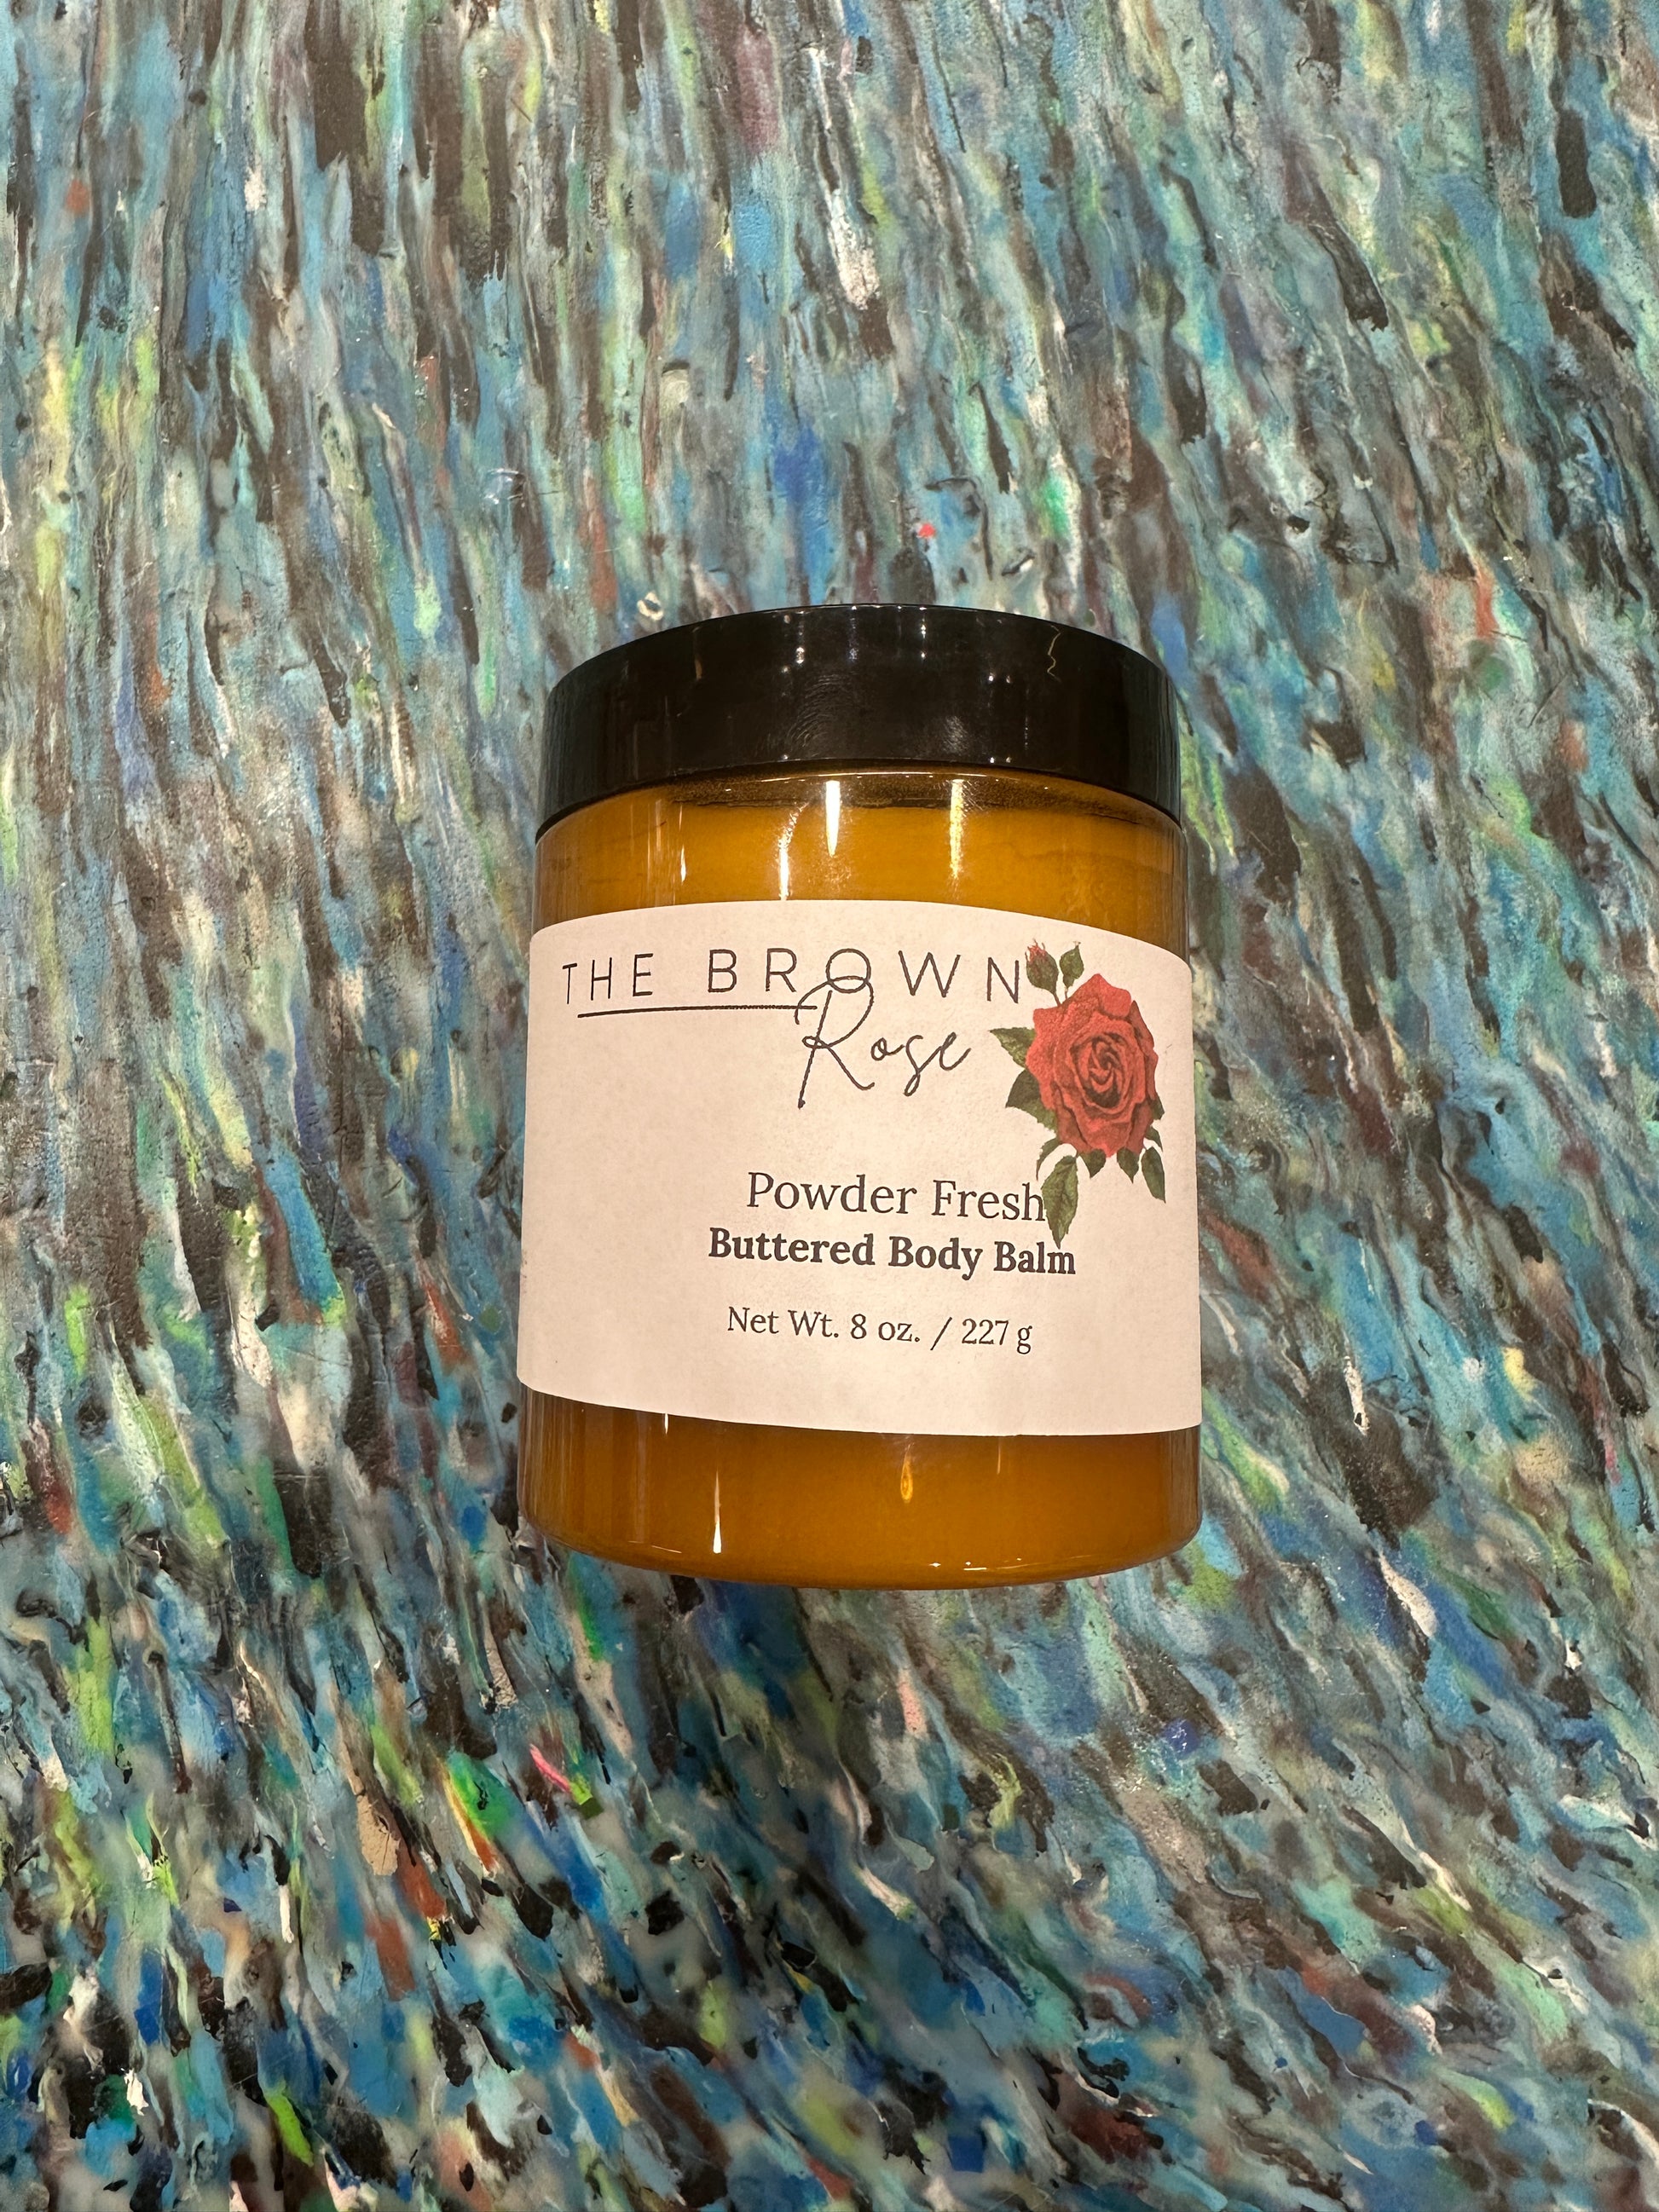 THE BROWN
Rose
Powder Fresh
Buttered Body Balm
Net Wt. 8 oz. / 227 g